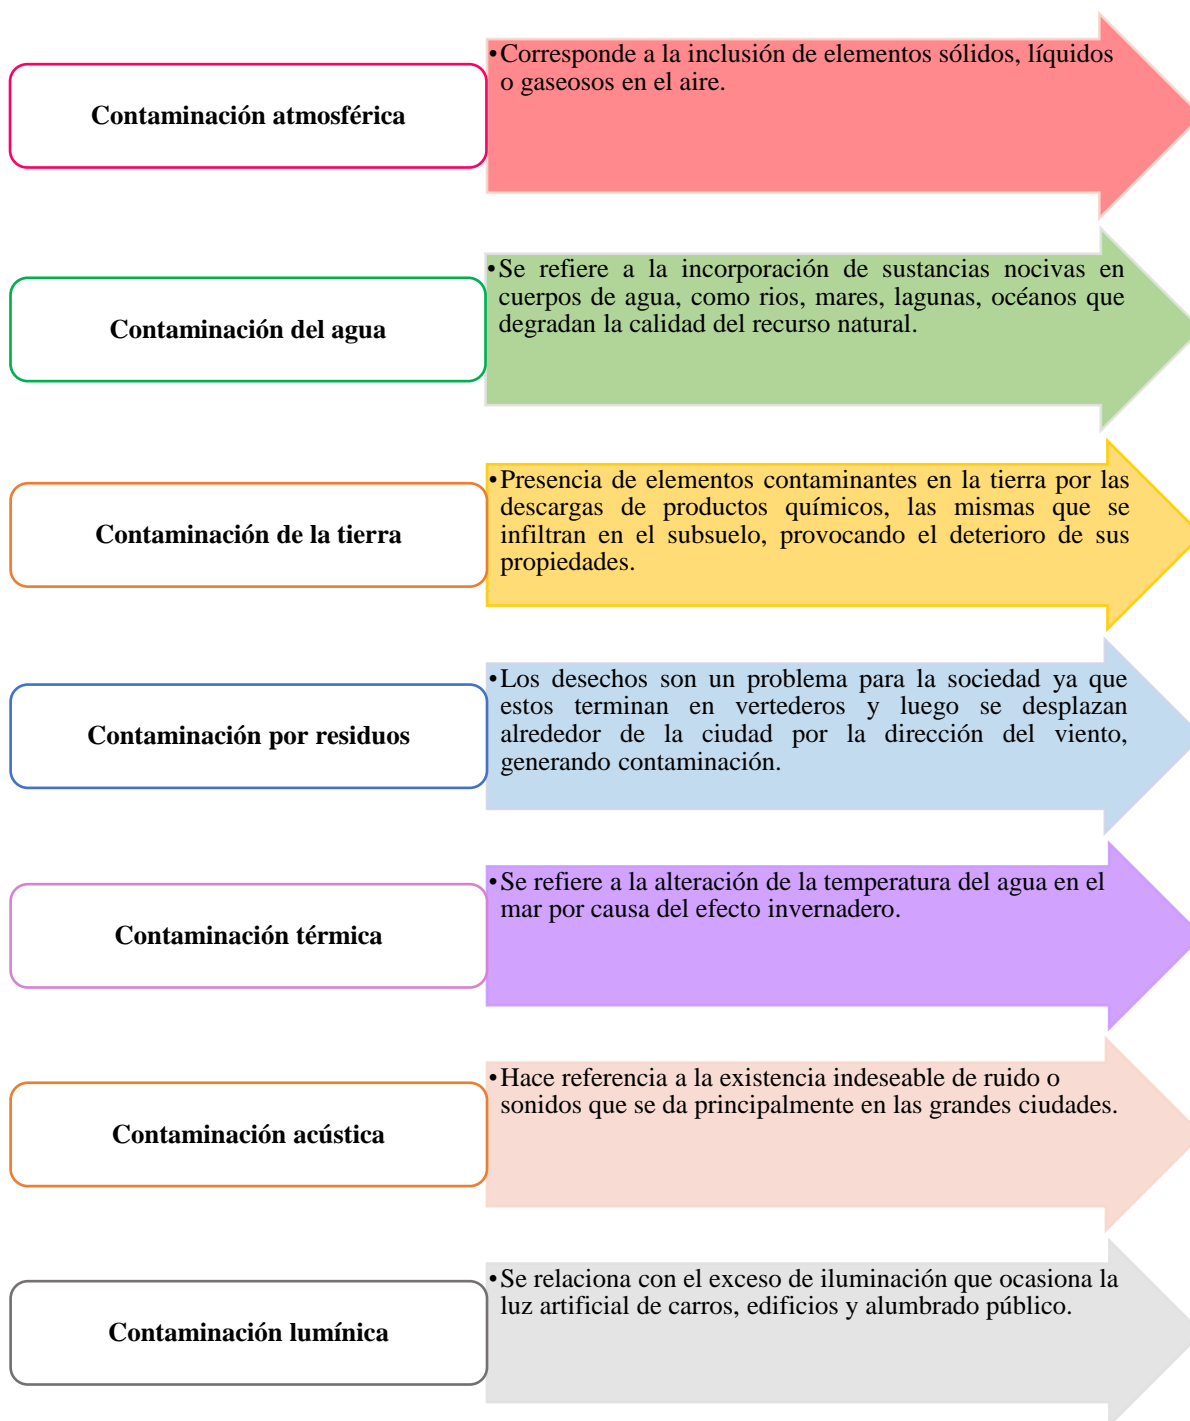 Contaminación atmosférica
•Corresponde a la inclusión de elementos sólidos, líquidos
o gaseosos en el aire.
Contaminación del agua
•Se refiere a la incorporación de sustancias nocivas en
cuerpos de agua, como rios, mares, lagunas, océanos que
degradan la calidad del recurso natural.
Contaminación de la tierra
•Presencia de elementos contaminantes en la tierra por las
descargas de productos químicos, las mismas que se
infiltran en el subsuelo, provocando el deterioro de sus
propiedades.
Contaminación por residuos
•Los desechos son un problema para la sociedad ya que
estos terminan en vertederos y luego se desplazan
alrededor de la ciudad por la dirección del viento,
generando contaminación.
Contaminación térmica
•Se refiere a la alteración de la temperatura del agua en el
mar por causa del efecto invernadero.
Contaminación acústica
•Hace referencia a la existencia indeseable de ruido o
sonidos que se da principalmente en las grandes ciudades.
Contaminación lumínica
•Se relaciona con el exceso de iluminación que ocasiona la
luz artificial de carros, edificios y alumbrado público.